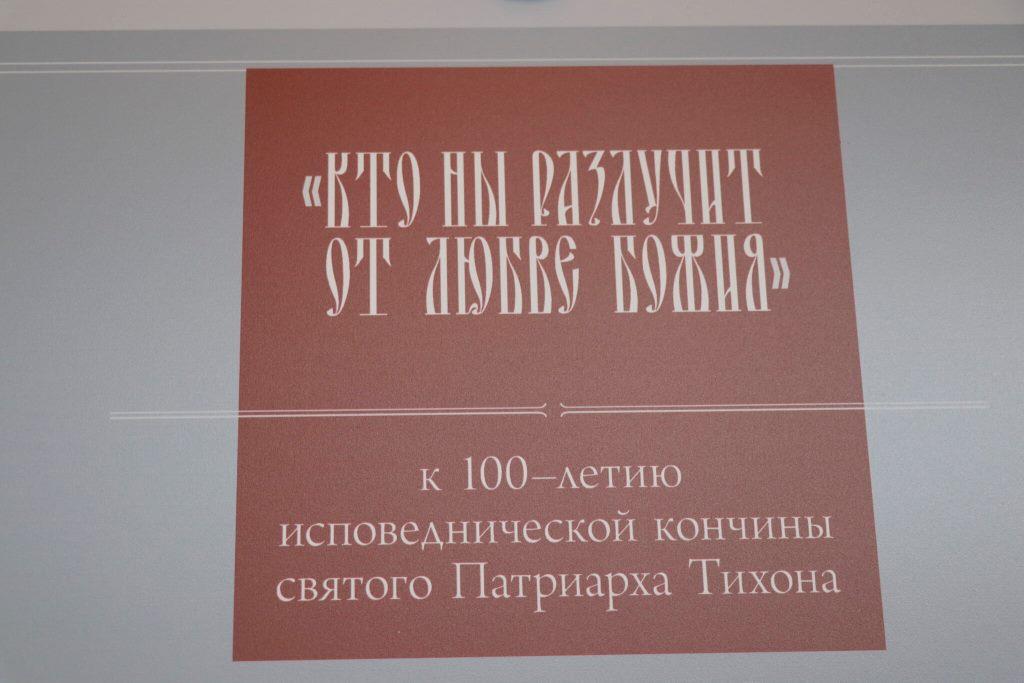 «КТО НЫ РАЗЛУЧИТ
ОТ ЛЮБВЕ БОЖИЯ»
к 100–летию
исповеднической кончины
святого Патриарха Тихона